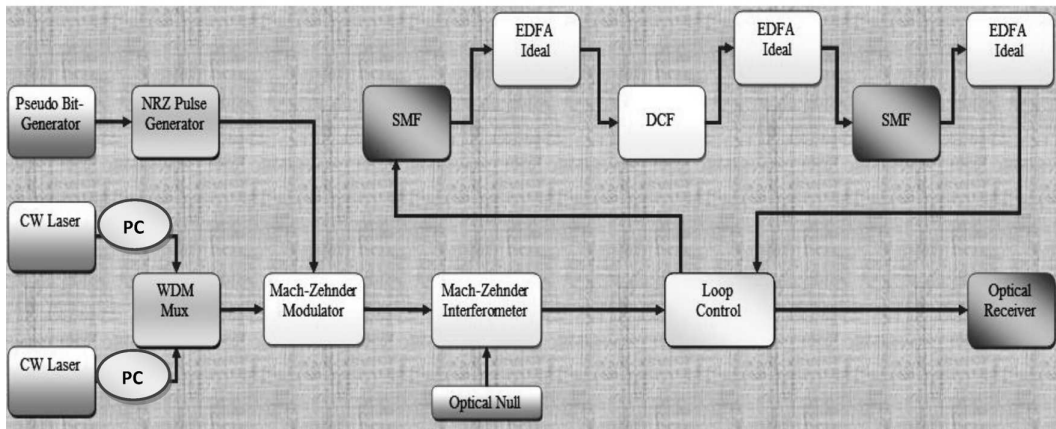 EDFA
Ideal
EDFA
Ideal
EDFA
Ideal
Pseudo Bit-
Generator
NRZ Pulse
Generator
SMF
DCF
SMF
CW Laser
PC
WDM
Mux
Mach-Zehnder
Modulator
Mach-Zehnder
Interferometer
Loop
Control
Optical
Receiver
CW Laser
PC
Optical Null